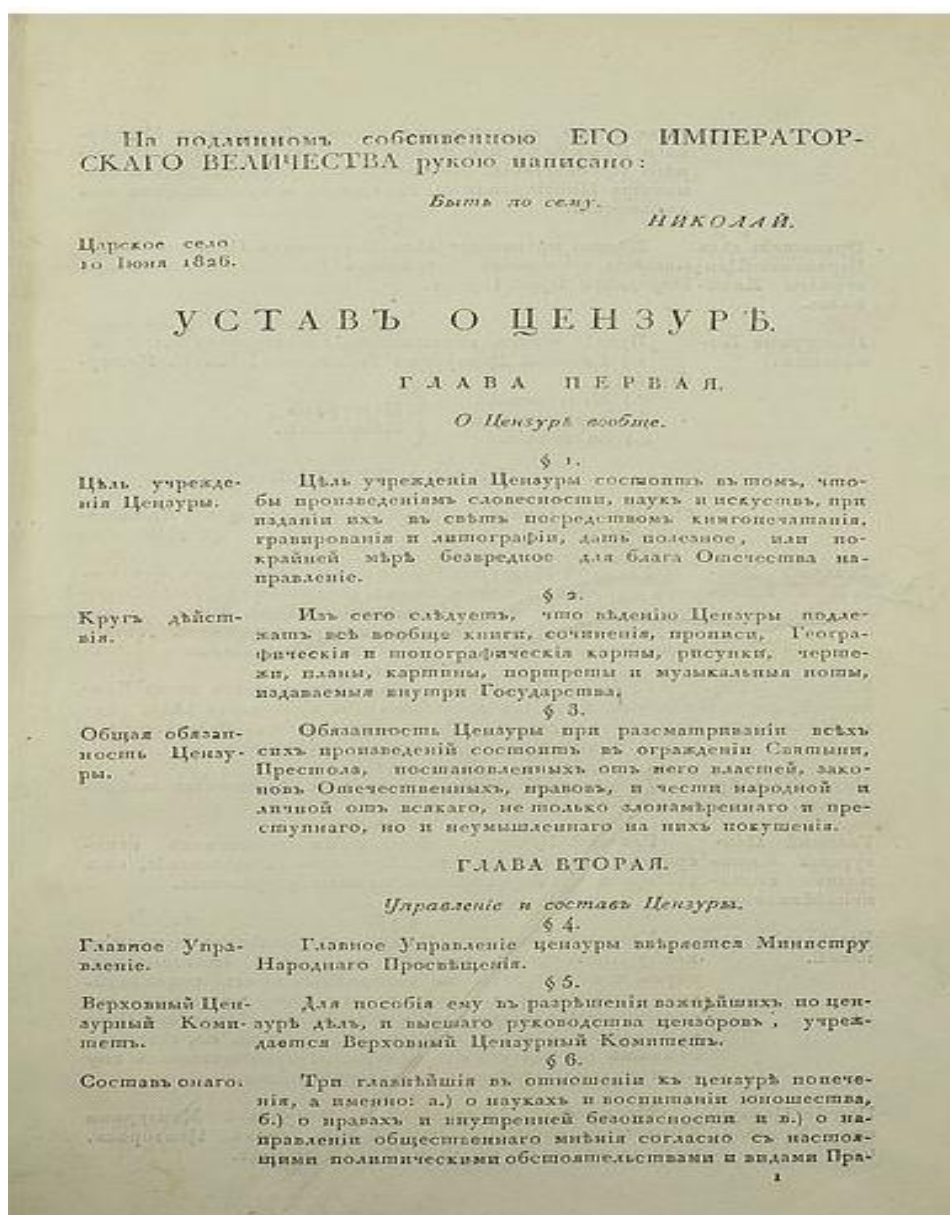 На подлинномъ собственною ЕГО ИМПЕРАТОР-
СКАГО ВЕЛИЧЕСТВА рукою написано:
Быть по сему.
НИКОЛАЙ.
Царское село
10 Іюня 1826.
УСТАВЪ О ЦЕНЗУРѢ.
ГЛАВА ПЕРВАЯ.
О Цензурѣ вообще.
§ 1.
Цѣль учрежде-
нія Цензуры.
Цѣль учрежденія Цензуры состоитъ въ томъ, что-
бы произведеніямъ словесности, наукъ и искуствъ, при
изданіи ихъ въ свѣтъ посредствомъ книгопечатанія,
гравированія и литографіи, дать полезное, или по-
крайней мѣрѣ безвредное для блага Отечества на-
правленіе.
§ 2.
Кругъ дѣйст-
вія.
Изъ сего слѣдуетъ, что вѣденію Цензуры подле-
жатъ всѣ вообще книги, сочиненія, прописи, Геогра-
фическія и топографическія карты, рисунки, черте-
жи, планы, картины, портреты и музыкальныя ноты,
издаваемыя внутри Государства.
§ 3.
Общая обязан-
ность Цензу-
ры.
Обязанность Цензуры при разсматриваніи всѣхъ
сихъ произведеній состоитъ въ огражденіи Святыни,
Престола, постановленныхъ отъ него властей, зако-
новъ Отечественныхъ, нравовъ, и чести народной и
личной отъ всякаго, не только злонамѣреннаго и пре-
ступнаго, но и неумышленнаго на нихъ покушенія.
ГЛАВА ВТОРАЯ.
Управленіе и составъ Цензуры.
§ 4.
Главное Упра-
вленіе.
Главное Управленіе цензуры ввѣряется Министру
Народнаго Просвѣщенія.
§ 5.
Верховный Цен-
зурный Коми-
тетъ.
Для пособія ему въ разрѣшеніи важнѣйшихъ по цен-
зурѣ дѣлъ, и высшаго руководства цензоровъ, учреж-
дается Верховный Цензурный Комитетъ.
§ 6.
Составъ онаго.
Три главнѣйшія въ отношеніи къ цензурѣ попече-
нія, а именно: а.) о наукахъ и воспитаніи юношества,
б.) о нравахъ и внутренней безопасности и в.) о на-
правленіи общественнаго мнѣнія согласно съ настоя-
щими политическими обстоятельствами и видами Пра-
1